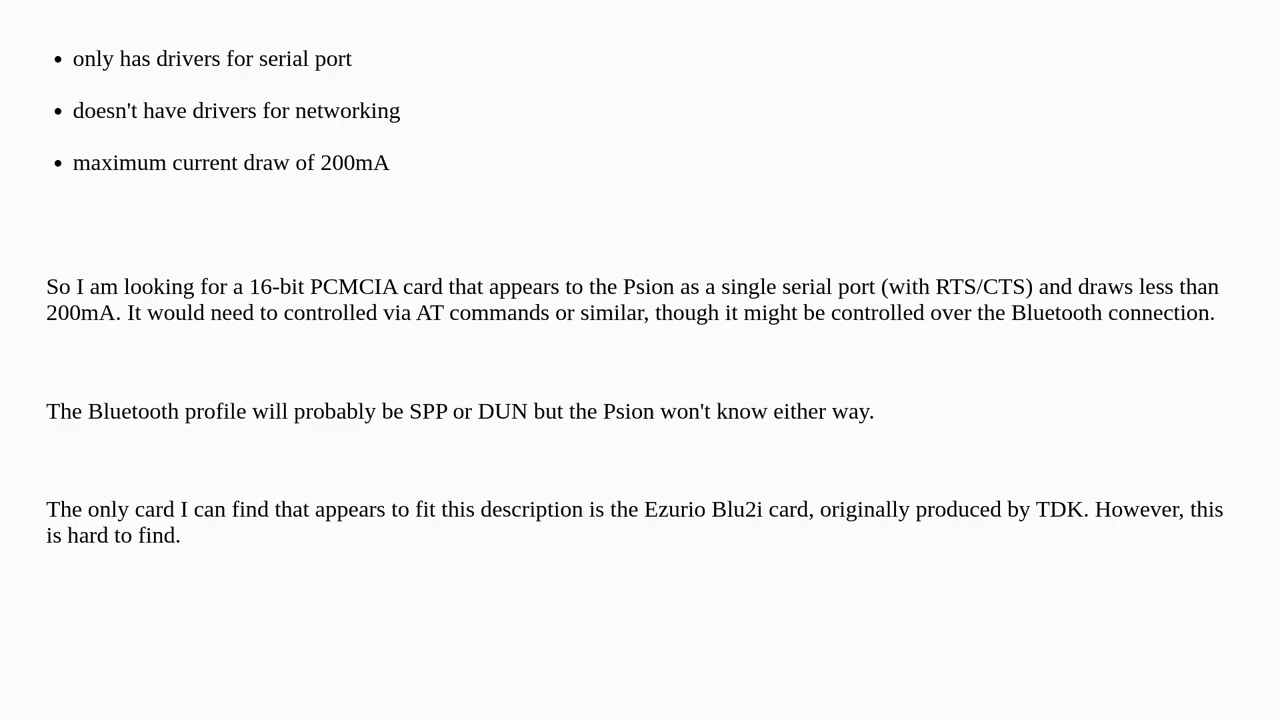 • only has drivers for serial port
• doesn't have drivers for networking
• maximum current draw of 200mA
So I am looking for a 16-bit PCMCIA card that appears to the Psion as a single serial port (with RTS/CTS) and draws less than
200mA. It would need to controlled via AT commands or similar, though it might be controlled over the Bluetooth connection.
The Bluetooth profile will probably be SPP or DUN but the Psion won't know either way.
The only card I can find that appears to fit this description is the Ezurio Blu2i card, originally produced by TDK. However, this
is hard to find.